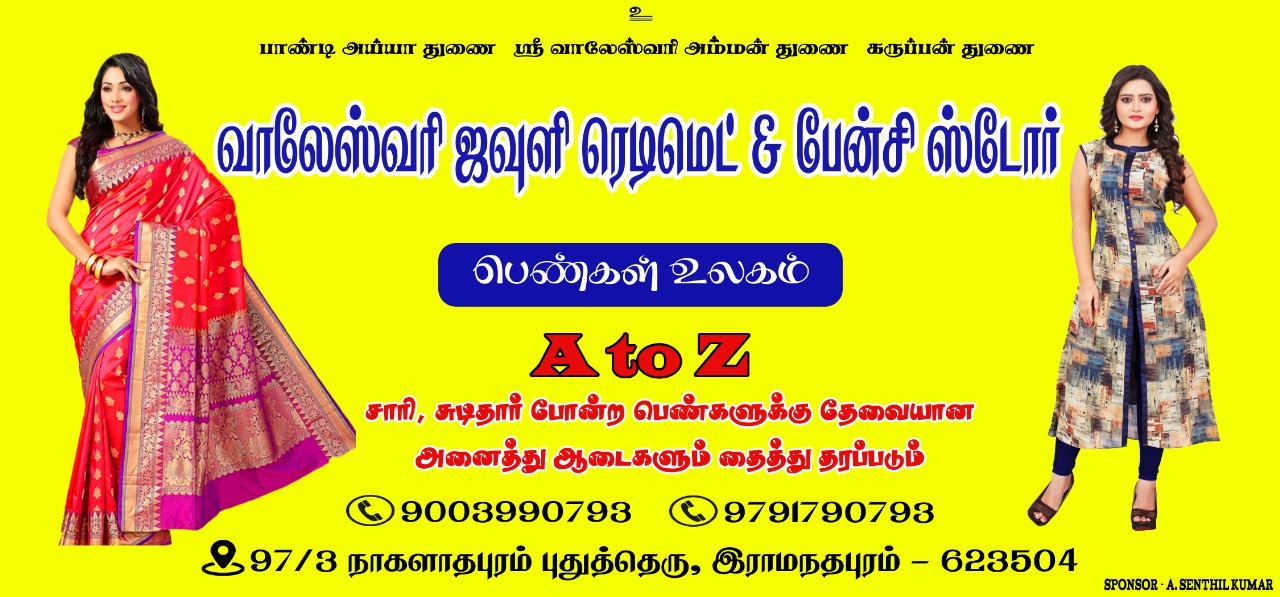 உ
பாண்டி அய்யா துணை ஸ்ரீ வாலேஸ்வரி அம்மன் துணை கருப்பன் துணை
வாலேஸ்வரி ஜவுளி ரெடிமெட் & பேன்சி ஸ்டோர்
பெண்கள் உலகம்
A to Z
சாரி, சுடிதார் போன்ற பெண்களுக்கு தேவையான
அனைத்து ஆடைகளும் தைத்து தரப்படும்
9003990793 9791790793
97/3 நாகளாதபுரம் புதுத்தெரு, இராமநதபுரம் - 623504
SPONSOR - A. SENTHIL KUMAR